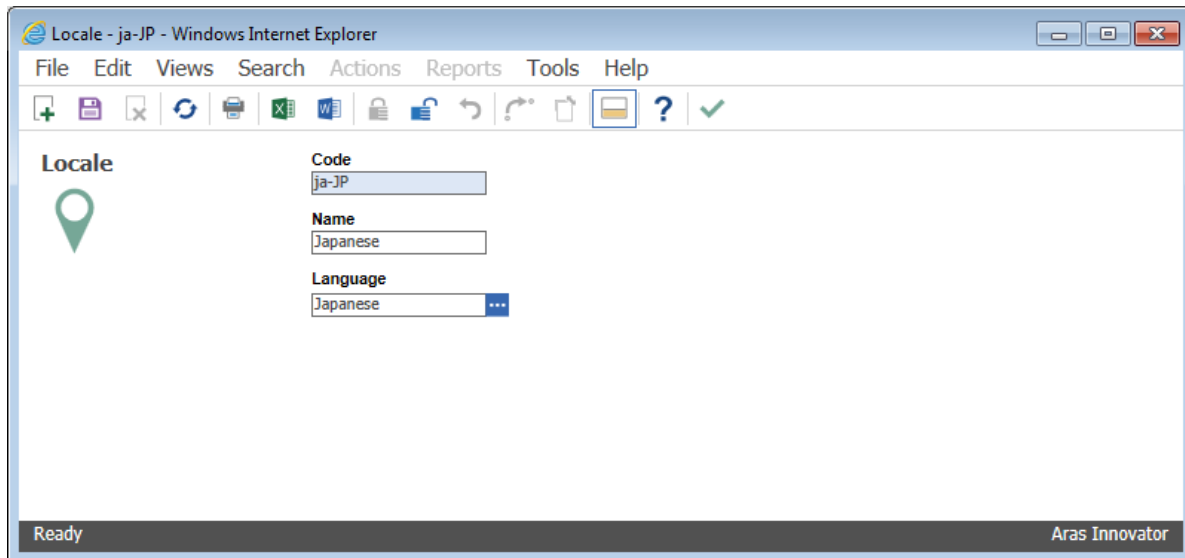 Locale - ja-JP - Windows Internet Explorer
File Edit Views Search Actions Reports Tools Help
Locale
Code
ja-JP
Name
Japanese
Language
Japanese
Ready Aras Innovator